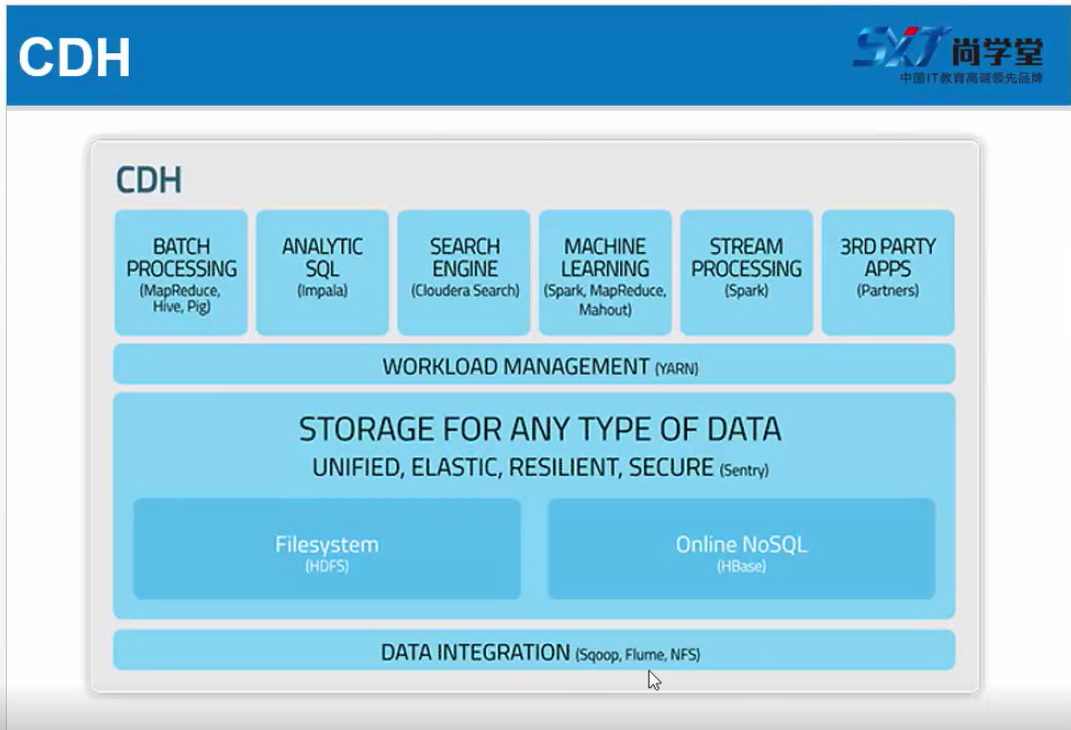 CDH
SXT 尚学堂
中国IT教育高端领先品牌
CDH
BATCH
PROCESSING
(MapReduce,
Hive, Pig)
ANALYTIC
SQL
(Impala)
SEARCH
ENGINE
(Cloudera Search)
MACHINE
LEARNING
(Spark, MapReduce,
Mahout)
STREAM
PROCESSING
(Spark)
3RD PARTY
APPS
(Partners)
WORKLOAD MANAGEMENT (YARN)
STORAGE FOR ANY TYPE OF DATA
UNIFIED, ELASTIC, RESILIENT, SECURE (Sentry)
Filesystem
(HDFS)
Online NoSQL
(HBase)
DATA INTEGRATION (Sqoop, Flume, NFS)